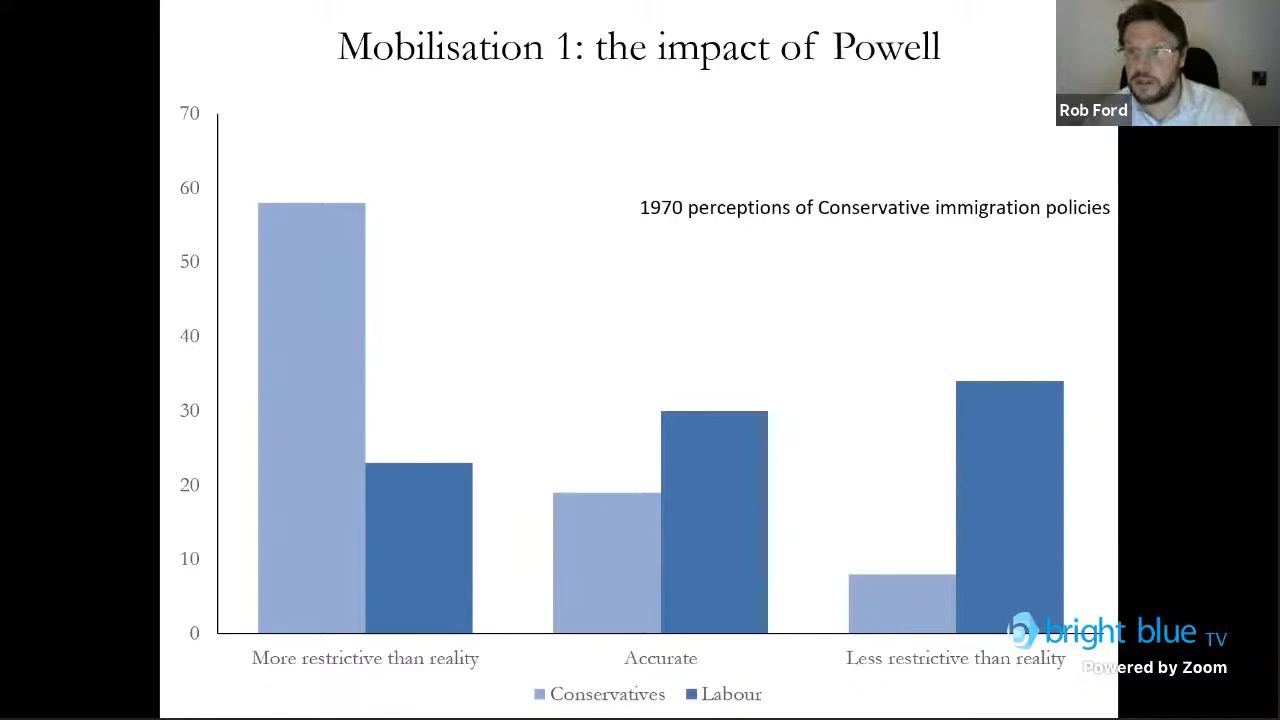 Mobilisation 1: the impact of Powell
Rob Ford
70
60
1970 perceptions of Conservative immigration policies
50
40
30
20
10
0
More restrictive than reality
Accurate
Less restrictive than reality
Conservatives
Labour
bright blue TV
Powered by Zoom